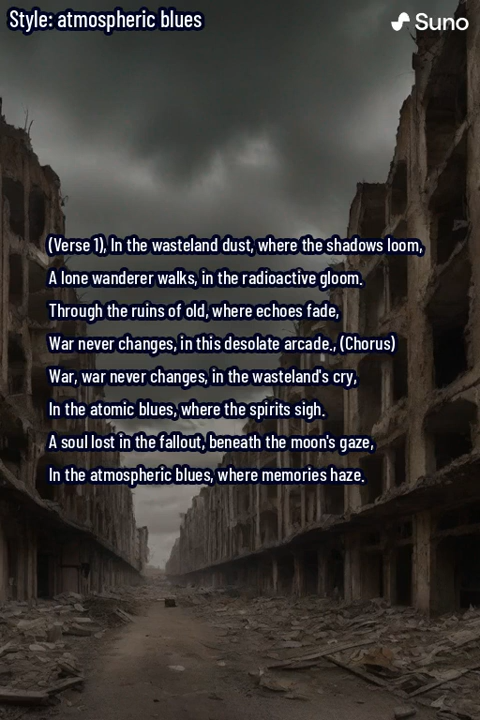 Style: atmospheric blues
Suno
(Verse 1), In the wasteland dust, where the shadows loom,
A lone wanderer walks, in the radioactive gloom.
Through the ruins of old, where echoes fade,
War never changes, in this desolate arcade., (Chorus)
War, war never changes, in the wasteland's cry,
In the atomic blues, where the spirits sigh.
A soul lost in the fallout, beneath the moon's gaze,
In the atmospheric blues, where memories haze.